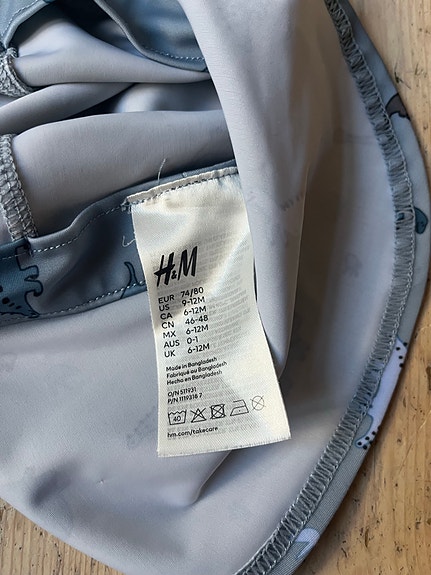 H&M
EUR 74/80
US 9-12M
CA 6-12M
CN 46-48
MX 6-12M
AUS 0-1
UK 6-12M
Made in Bangladesh
Fabriqué au Bangladesh
Hecho en Bangladesh
O/N 511931
P/N 1119318 7
40
hm.com/takecare